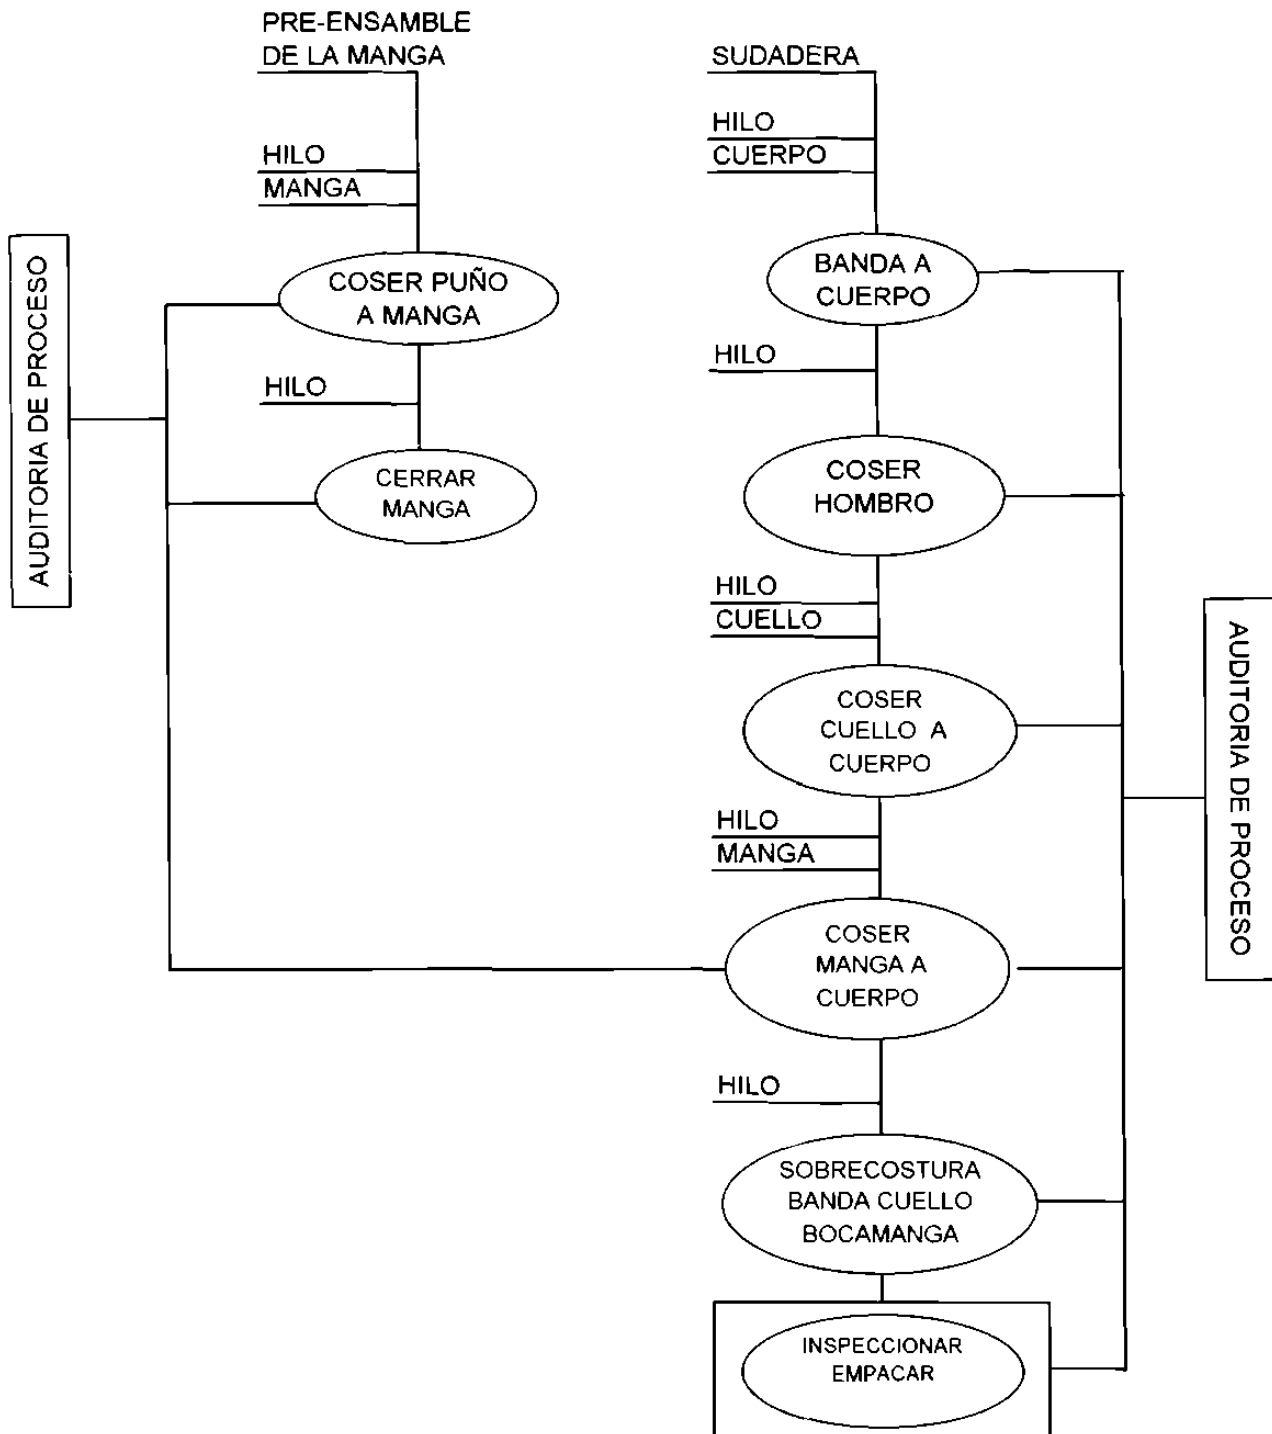 PRE-ENSAMBLE
DE LA MANGA
HILO
MANGA
COSER PUÑO
A MANGA
HILO
CERRAR
MANGA
AUDITORIA DE PROCESO
SUDADERA
HILO
CUERPO
BANDA A
CUERPO
HILO
COSER
HOMBRO
HILO
CUELLO
COSER
CUELLO A
CUERPO
HILO
MANGA
COSER
MANGA A
CUERPO
HILO
SOBRECOSTURA
BANDA CUELLO
BOCAMANGA
INSPECCIONAR
EMPACAR
AUDITORIA DE PROCESO